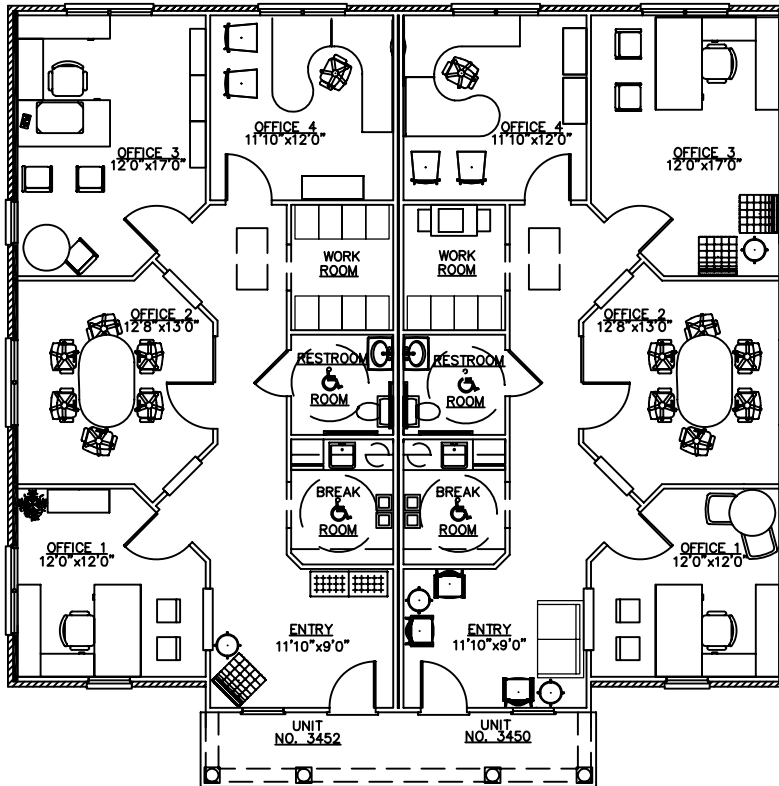 OFFICE 4
11'10"x12'0"
OFFICE 4
11'10"x12'0"
OFFICE 3
12'0"x17'0"
OFFICE 3
12'0"x17'0"
WORK
ROOM
WORK
ROOM
OFFICE 2
12'8"x13'0"
OFFICE 2
12'8"x13'0"
RESTROOM
ROOM
RESTROOM
ROOM
BREAK
ROOM
BREAK
ROOM
OFFICE 1
12'0"x12'0"
OFFICE 1
12'0"x12'0"
ENTRY
11'10"x9'0"
ENTRY
11'10"x9'0"
UNIT
NO. 3452
UNIT
NO. 3450